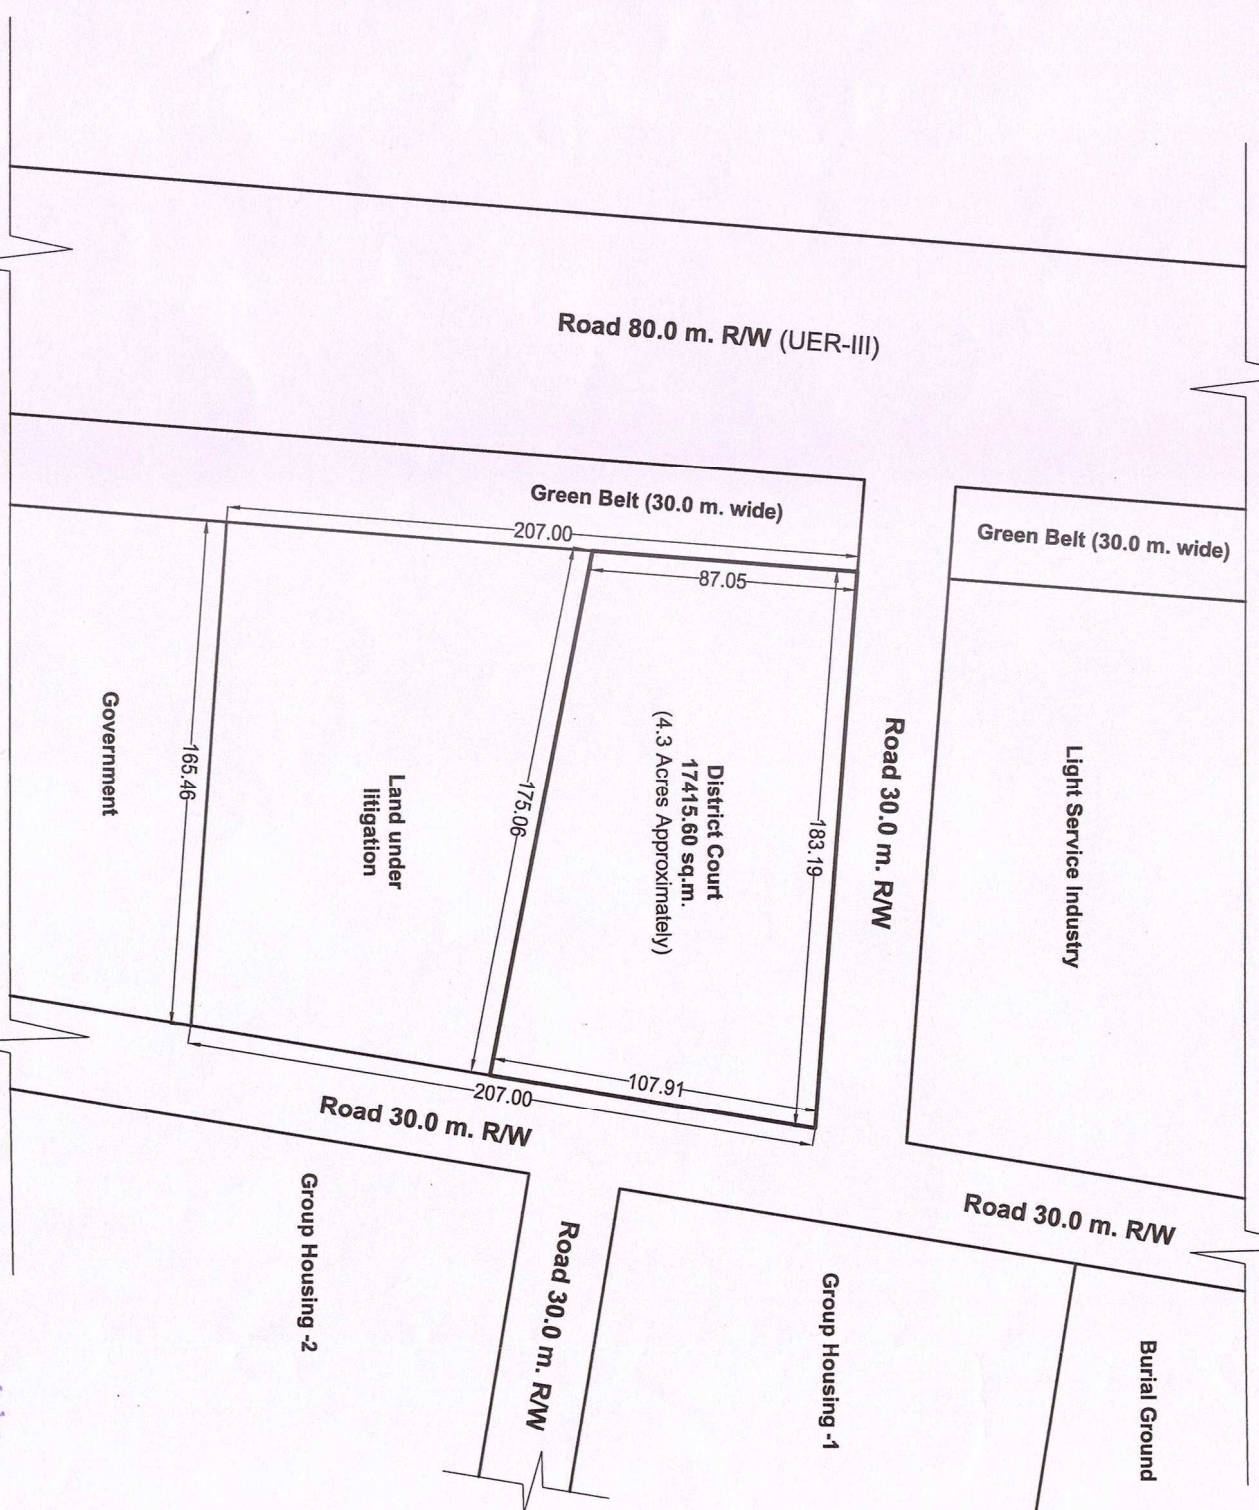 Road 80.0 m. R/W (UER-III)
Green Belt (30.0 m. wide)
Green Belt (30.0 m. wide)
207.00
87.05
Government
165.46
Land under
litigation
175.06
District Court
17415.60 sq.m.
(4.3 Acres Approximately)
183.19
Road 30.0 m. R/W
Light Service Industry
107.91
207.00
Road 30.0 m. R/W
Road 30.0 m. R/W
Group Housing -2
Road 30.0 m. R/W
Group Housing -1
Burial Ground